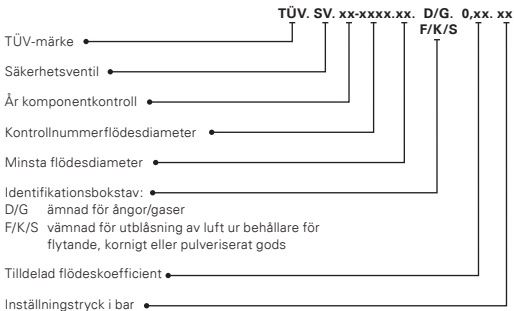 TÜV. SV. xx-xxxx.xx. D/G. 0,xx. xx
F/K/S
TÜV-märke
Säkerhetsventil
År komponentkontroll
Kontrollnummerflödesdiameter
Minsta flödesdiameter
Identifikationsbokstav:
D/G ämnad för ångor/gaser
F/K/S vämnad för utblåsning av luft ur behållare för
flytande, kornigt eller pulveriserat gods
Tilldelad flödeskoefficient
Inställningstryck i bar